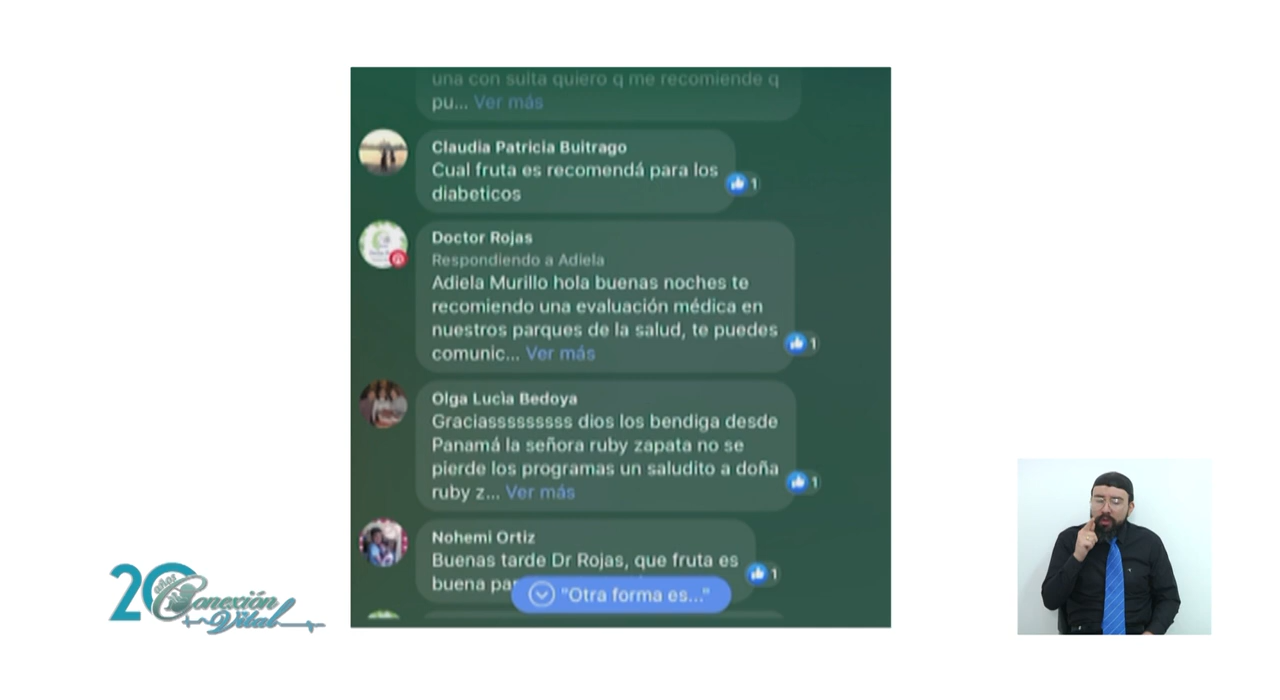 una con sulta quiero q me recomiende q
pu... Ver más
Claudia Patricia Buitrago
Cual fruta es recomendá para los
diabeticos
1
Doctor Rojas
Respondiendo a Adiela
Adiela Murillo hola buenas noches te
recomiendo una evaluación médica en
nuestros parques de la salud, te puedes
comunic... Ver más
1
Olga Lucìa Bedoya
Graciasssssssss dios los bendiga desde
Panamá la señora ruby zapata no se
pierde los programas un saludito a doña
ruby z... Ver más
1
Nohemi Ortiz
Buenas tarde Dr Rojas, que fruta es
buena par
1
"Otra forma es..."
20 años
Conexión
Vital